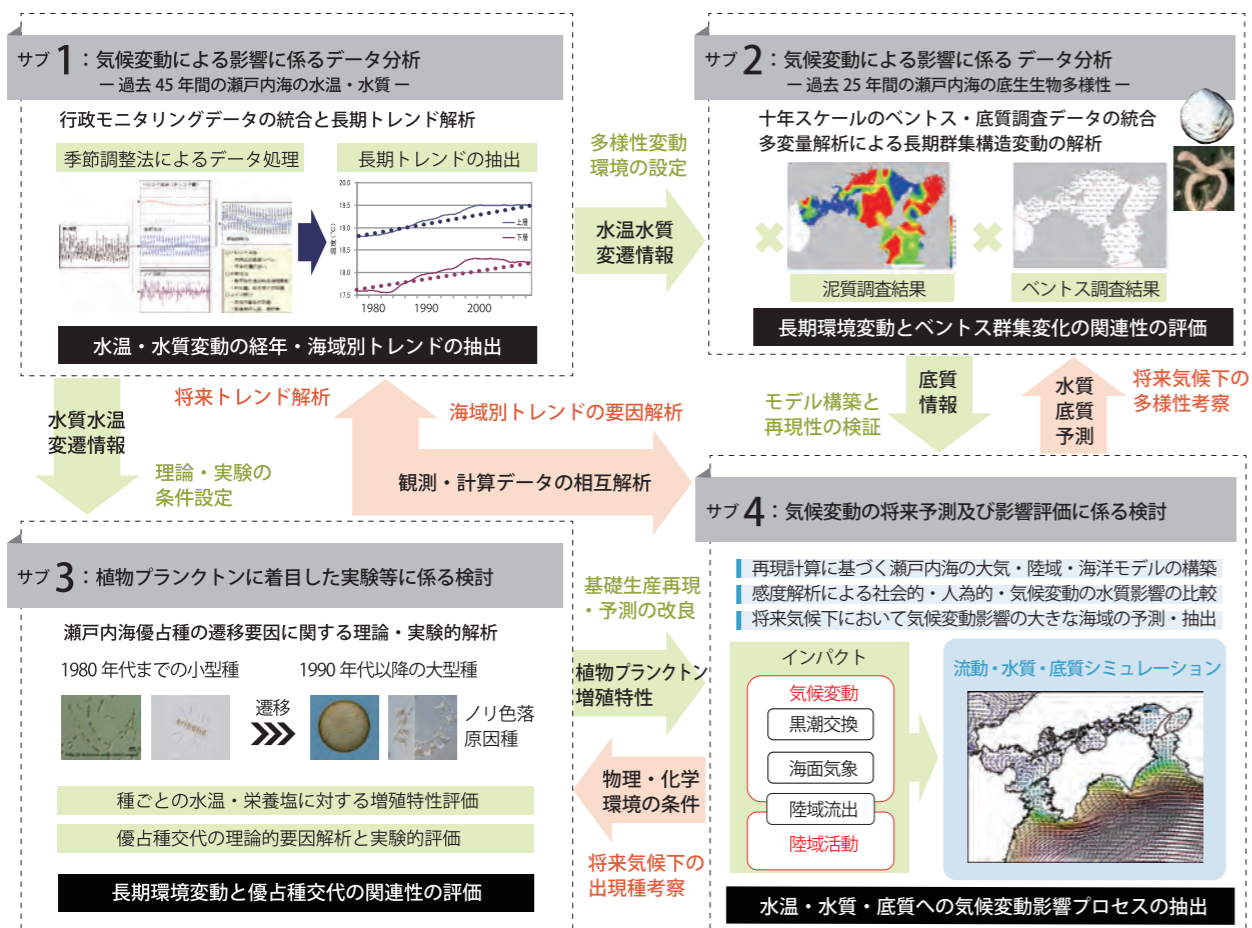 サブ 1：気候変動による影響に係るデータ分析
― 過去 45 年間の瀬戸内海の水温・水質 ―
行政モニタリングデータの統合と長期トレンド解析
季節調整法によるデータ処理
長期トレンドの抽出
温度(℃)
20.0
19.5
19.0
18.5
18.0
17.5
1980
1990
2000
上層
下層
水温・水質変動の経年・海域別トレンドの抽出
多様性変動
環境の設定
水温水質
変遷情報
サブ 2：気候変動による影響に係る データ分析
― 過去 25 年間の瀬戸内海の底生生物多様性 ―
十年スケールのベントス・底質調査データの統合
多変量解析による長期群集構造変動の解析
泥質調査結果
ベントス調査結果
長期環境変動とベントス群集変化の関連性の評価
水質水温
変遷情報
将来トレンド解析
理論・実験の
条件設定
海域別トレンドの要因解析
観測・計算データの相互解析
モデル構築と
再現性の検証
底質
情報
水質
底質
予測
将来気候下の
多様性考察
サブ 3：植物プランクトンに着目した実験等に係る検討
瀬戸内海優占種の遷移要因に関する理論・実験的解析
1980 年代までの小型種
1990 年代以降の大型種
遷移
ノリ色落
原因種
種ごとの水温・栄養塩に対する増殖特性評価
優占種交代の理論的要因解析と実験的評価
長期環境変動と優占種交代の関連性の評価
基礎生産再現
・予測の改良
植物プランクトン
増殖特性
物理・化学
環境の条件
将来気候下の
出現種考察
サブ 4：気候変動の将来予測及び影響評価に係る検討
再現計算に基づく瀬戸内海の大気・陸域・海洋モデルの構築
感度解析による社会的・人為的・気候変動の水質影響の比較
将来気候下において気候変動影響の大きな海域の予測・抽出
インパクト
気候変動
黒潮交換
海面気象
陸域流出
陸域活動
流動・水質・底質シミュレーション
水温・水質・底質への気候変動影響プロセスの抽出